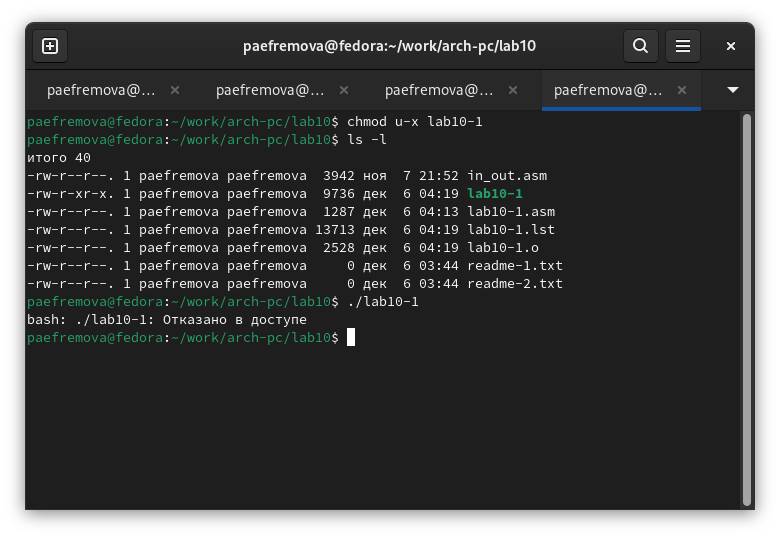 paefremova@fedora:~/work/arch-pc/lab10
paefremova@... paefremova@... paefremova@... paefremova@...
paefremova@fedora:~/work/arch-pc/lab10$ chmod u-x lab10-1
paefremova@fedora:~/work/arch-pc/lab10$ ls -l
итого 40
-rw-r--r--. 1 paefremova paefremova  3942 ноя  7 21:52 in_out.asm
-rw-r-xr-x. 1 paefremova paefremova  9736 дек  6 04:19 lab10-1
-rw-r--r--. 1 paefremova paefremova  1287 дек  6 04:13 lab10-1.asm
-rw-r--r--. 1 paefremova paefremova 13713 дек  6 04:19 lab10-1.lst
-rw-r--r--. 1 paefremova paefremova  2528 дек  6 04:19 lab10-1.o
-rw-r--r--. 1 paefremova paefremova     0 дек  6 03:44 readme-1.txt
-rw-r--r--. 1 paefremova paefremova     0 дек  6 03:44 readme-2.txt
paefremova@fedora:~/work/arch-pc/lab10$ ./lab10-1
bash: ./lab10-1: Отказано в доступе
paefremova@fedora:~/work/arch-pc/lab10$